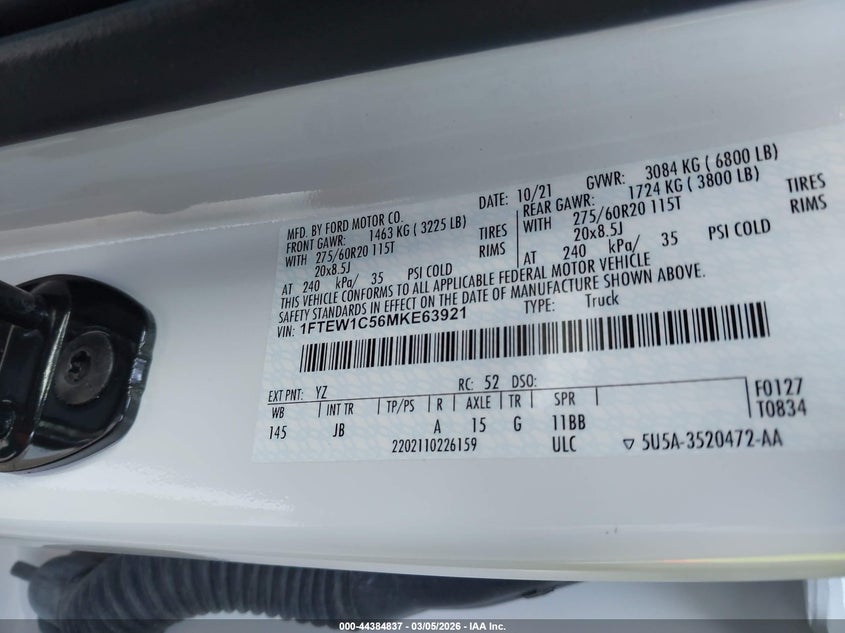 MFD. BY FORD MOTOR CO. DATE: 10/21 GVWR: 3084 KG ( 6800 LB)
FRONT GAWR: 1463 KG ( 3225 LB) REAR GAWR: 1724 KG ( 3800 LB)
WITH 275/60R20 115T TIRES WITH 275/60R20 115T TIRES
20x8.5J RIMS 20x8.5J RIMS
AT 240 kPa/ 35 PSI COLD AT 240 kPa/ 35 PSI COLD
THIS VEHICLE CONFORMS TO ALL APPLICABLE FEDERAL MOTOR VEHICLE
SAFETY STANDARDS IN EFFECT ON THE DATE OF MANUFACTURE SHOWN ABOVE.
VIN: 1FTEW1C56MKE63921 TYPE: Truck
EXT PNT: YZ RC: 52 DSO: F0127
WB INT TR TP/PS R AXLE TR SPR T0834
145 JB A 15 G 11BB
2202110226159 ULC ▽ 5U5A-3520472-AA
000-44384837 - 03/05/2026 - IAA Inc.